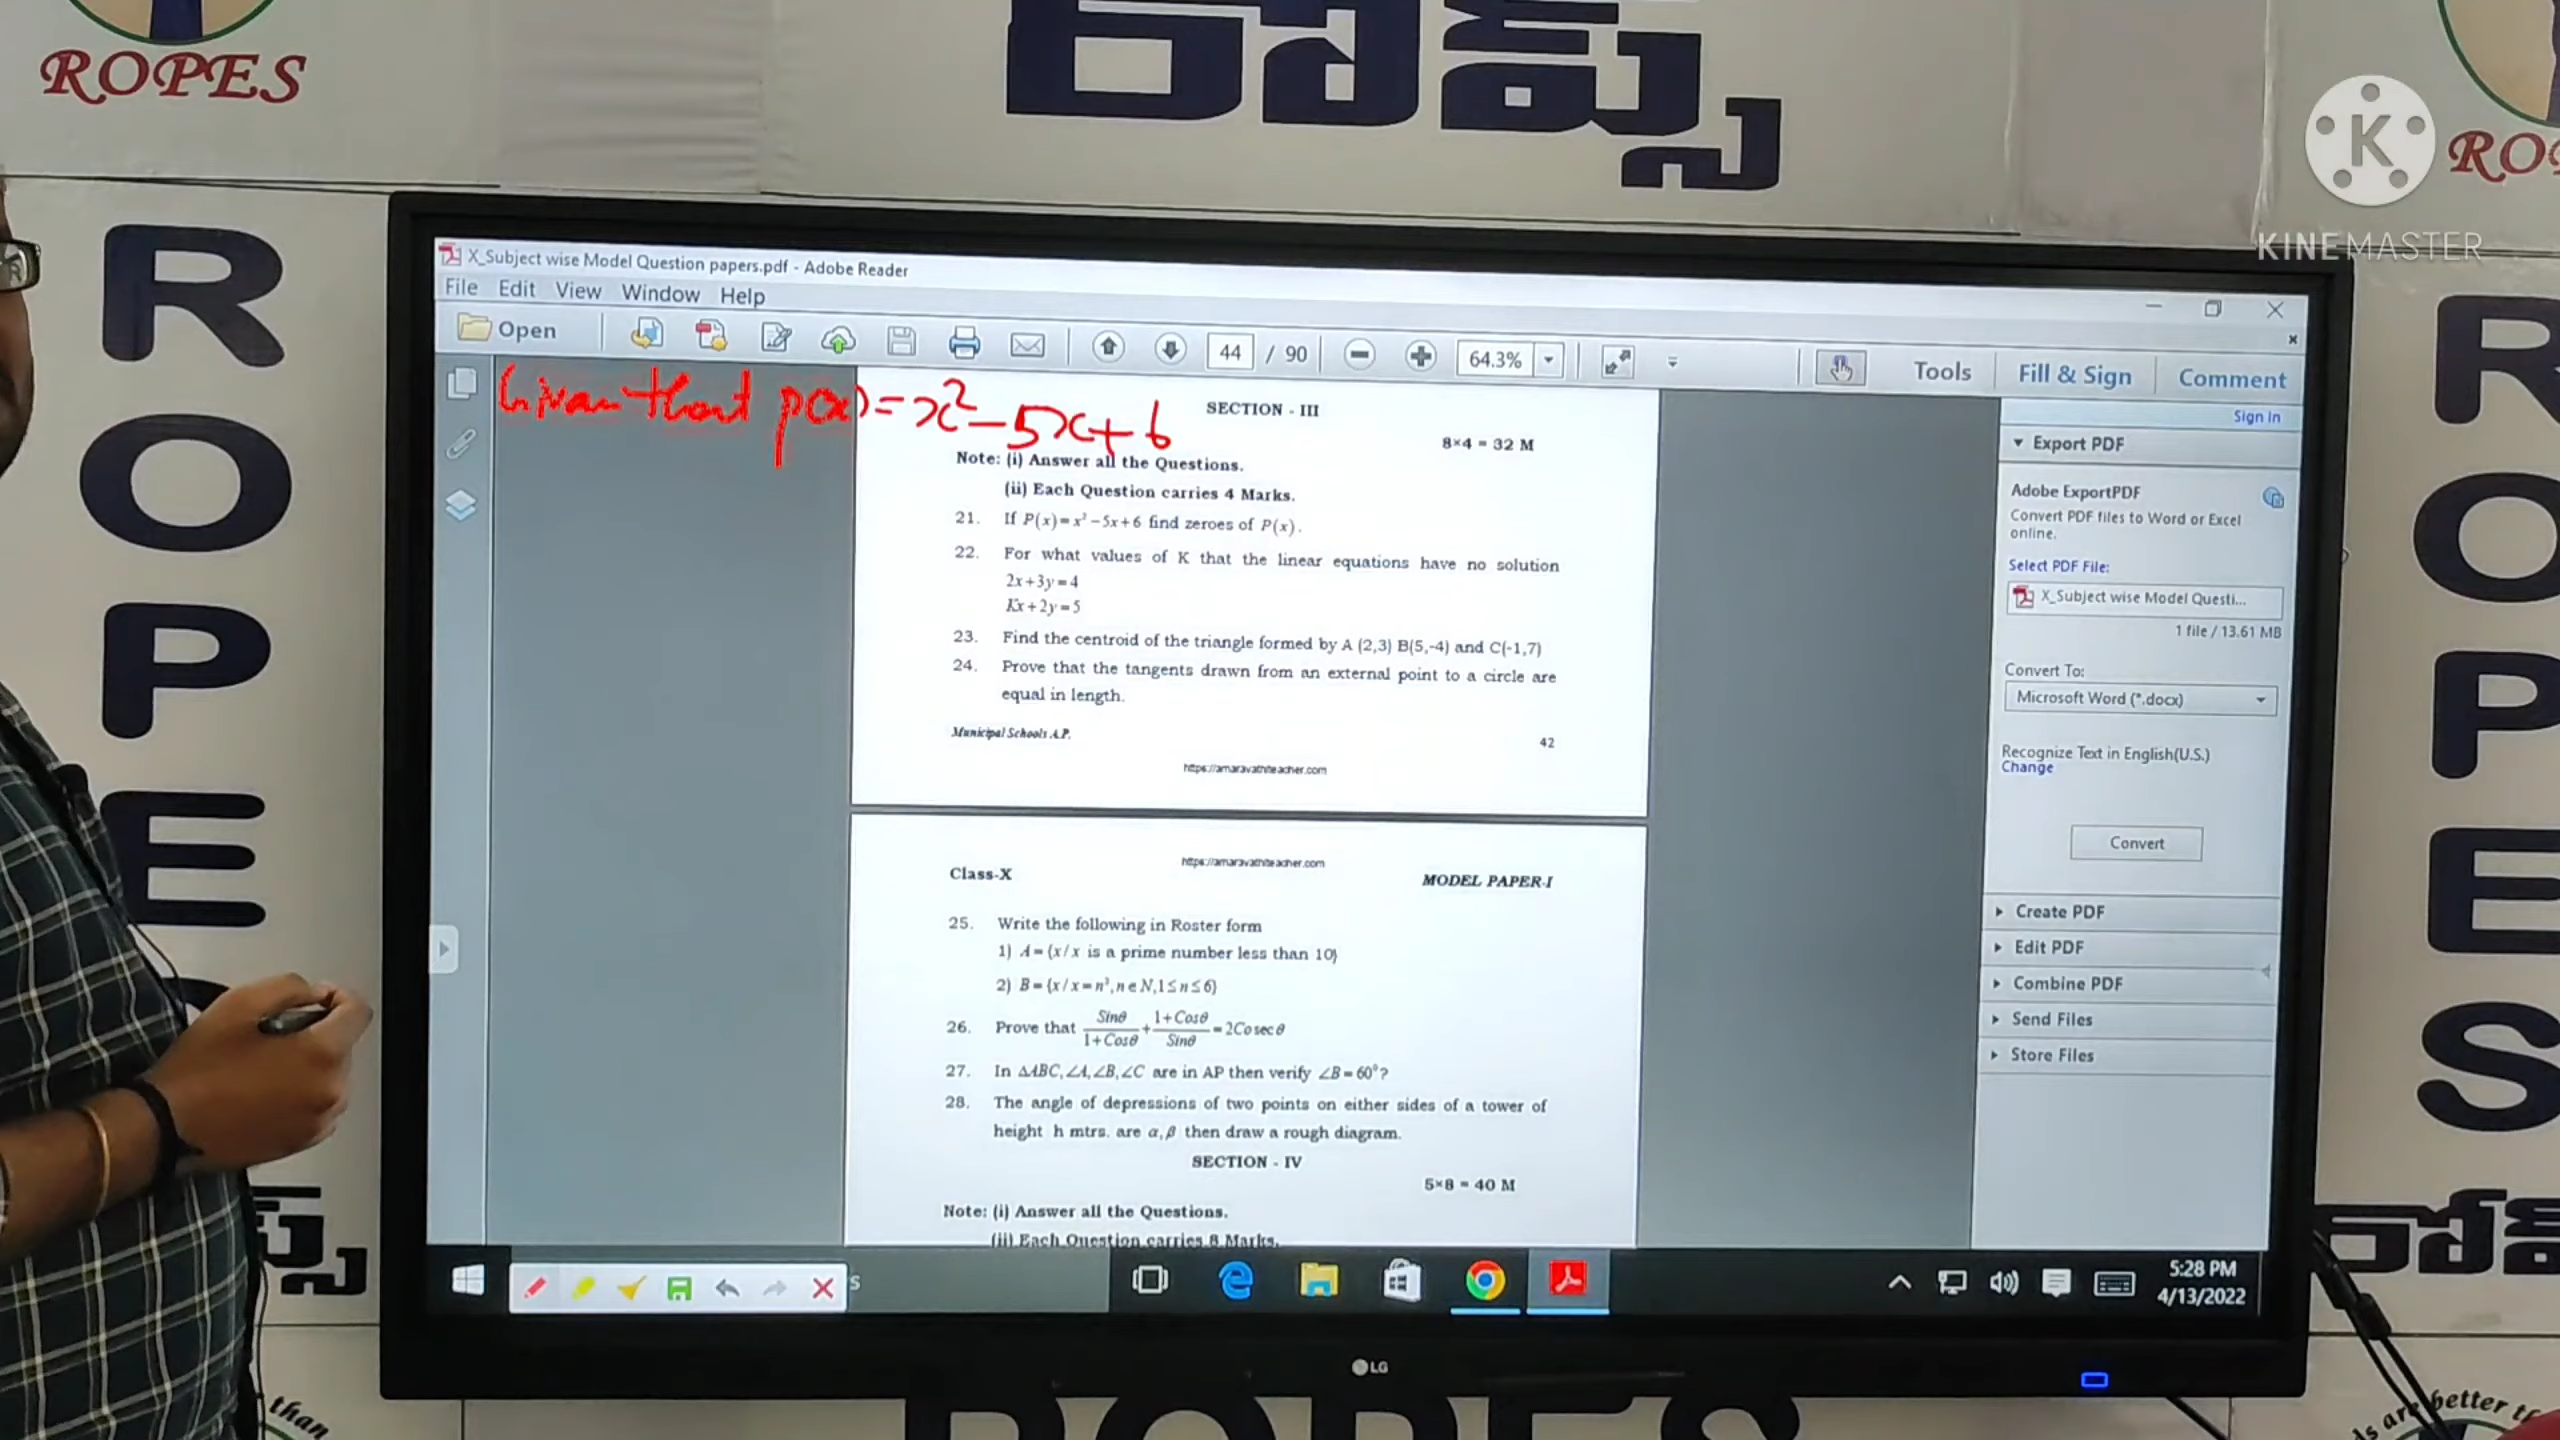 ROPES
రోప్స్
K
KINEMASTER
RO
R
O
P
E
S
X_Subject wise Model Question papers.pdf - Adobe Reader
File Edit View Window Help
Open
44 / 90
64.3%
Tools
Fill & Sign
Comment
Sign In
Given that p(x) = x² - 5x + 6
SECTION - III
8×4 = 32 M
Note: (i) Answer all the Questions.
(ii) Each Question carries 4 Marks.
21. If P(x)=x²-5x+6 find zeroes of P(x).
22. For what values of K that the linear equations have no solution
2x+3y=4
Kx+2y=5
23. Find the centroid of the triangle formed by A (2,3) B(5,-4) and C(-1,7)
24. Prove that the tangents drawn from an external point to a circle are
equal in length.
Municipal Schools A.P.
42
https://amaravathiteacher.com
https://amaravathiteacher.com
Class-X
MODEL PAPER-I
25. Write the following in Roster form
1) A={x/x is a prime number less than 10}
2) B={x/x=n²,n∈N,1≤n≤6}
26. Prove that Sinθ/1+Cosθ + 1+Cosθ/Sinθ = 2Cosecθ
27. In ΔABC,∠A,∠B,∠C are in AP then verify ∠B=60°?
28. The angle of depressions of two points on either sides of a tower of
height h mtrs. are α,β then draw a rough diagram.
SECTION - IV
5×8 = 40 M
Note: (i) Answer all the Questions.
(ii) Each Question carries 8 Marks.
Export PDF
Adobe ExportPDF
Convert PDF files to Word or Excel
online.
Select PDF File:
X_Subject wise Model Questi...
1 file / 13.61 MB
Convert To:
Microsoft Word (*.docx)
Recognize Text in English(U.S.)
Change
Convert
Create PDF
Edit PDF
Combine PDF
Send Files
Store Files
s
5:28 PM
4/13/2022
LG
R
O
P
E
S
than
ROPES
s are better th